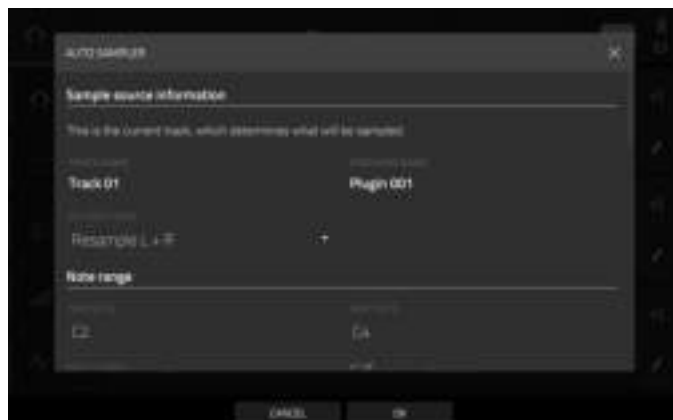 AUTO SAMPLER
Sample source information
This is the current track, which determines what will be sampled.
Track 01 Plugin 001
Resample L + R
Note range
C2 C4
CANCEL OK